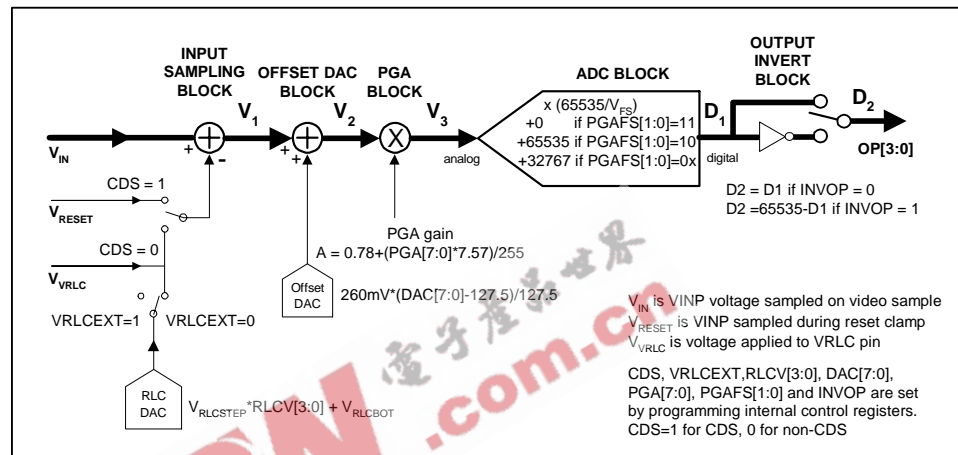 INPUT
SAMPLING
BLOCK
OFFSET DAC
BLOCK
PGA
BLOCK
ADC BLOCK
OUTPUT
INVERT
BLOCK
V1
V2
V3
x (65535/VFS)
+0 if PGAFS[1:0]=11
+65535 if PGAFS[1:0]=10
+32767 if PGAFS[1:0]=0x
D1
D2
+
-
+
+
+
+
X
analog
digital
VIN
OP[3:0]
CDS = 1
VRESET
D2 = D1 if INVOP = 0
D2 =65535-D1 if INVOP = 1
PGA gain
A = 0.78+(PGA[7:0]*7.57)/255
CDS = 0
VVRLC
Offset
DAC
260mV*(DAC[7:0]-127.5)/127.5
VRLCEXT=1
VRLCEXT=0
VIN is VINP voltage sampled on video sample
VRESET is VINP sampled during reset clamp
VVRLC is voltage applied to VRLC pin
RLC
DAC
VRLCSTEP*RLCV[3:0] + VRLCBOT
CDS, VRLCEXT,RLCV[3:0], DAC[7:0],
PGA[7:0], PGAFS[1:0] and INVOP are set
by programming internal control registers.
CDS=1 for CDS, 0 for non-CDS
電子產品世界
.com.cn